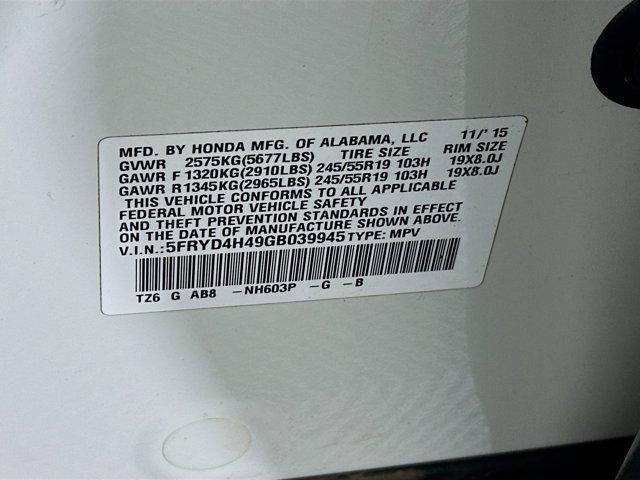 MFD. BY HONDA MFG. OF ALABAMA, LLC 11/'15
GVWR 2575KG(5677LBS) TIRE SIZE RIM SIZE
GAWR F 1320KG(2910LBS) 245/55R19 103H 19X8.0J
GAWR R1345KG(2965LBS) 245/55R19 103H 19X8.0J
THIS VEHICLE CONFORMS TO ALL APPLICABLE
FEDERAL MOTOR VEHICLE SAFETY
AND THEFT PREVENTION STANDARDS IN EFFECT
ON THE DATE OF MANUFACTURE SHOWN ABOVE.
V.I.N.:5FRYD4H49GB039945 TYPE: MPV
TZ6 G AB8 -NH603P -G -B